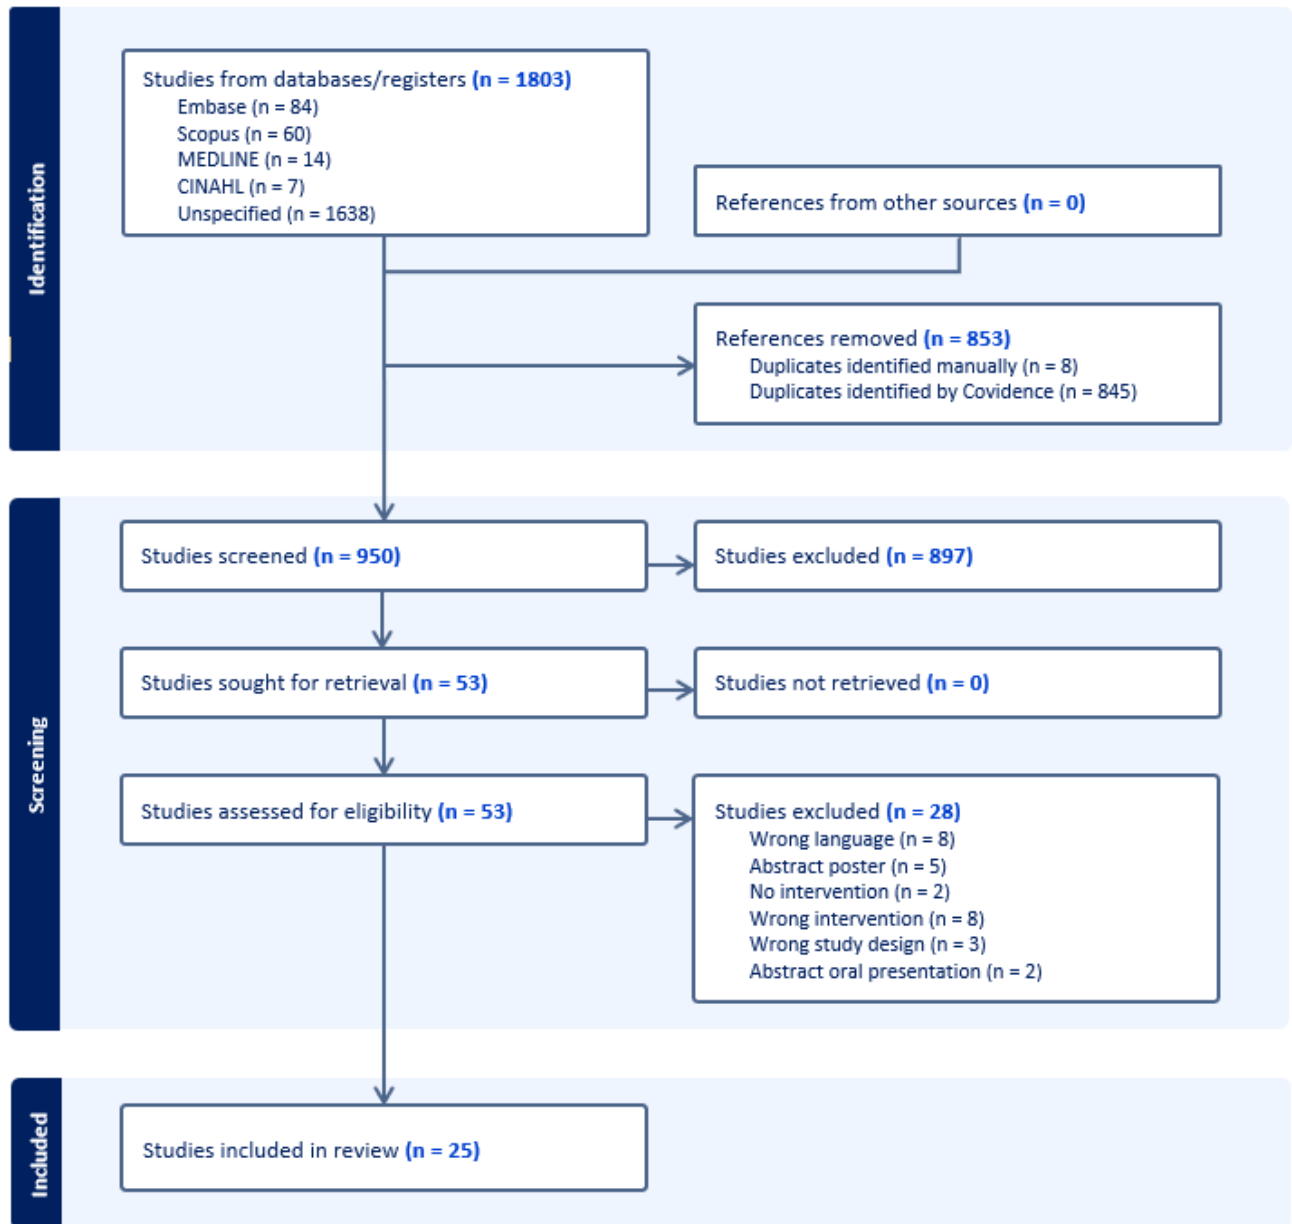 Identification
Studies from databases/registers (n = 1803)
Embase (n = 84)
Scopus (n = 60)
MEDLINE (n = 14)
CINAHL (n = 7)
Unspecified (n = 1638)
References from other sources (n = 0)
References removed (n = 853)
Duplicates identified manually (n = 8)
Duplicates identified by Covidence (n = 845)
Screening
Studies screened (n = 950)
Studies excluded (n = 897)
Studies sought for retrieval (n = 53)
Studies not retrieved (n = 0)
Studies assessed for eligibility (n = 53)
Studies excluded (n = 28)
Wrong language (n = 8)
Abstract poster (n = 5)
No intervention (n = 2)
Wrong intervention (n = 8)
Wrong study design (n = 3)
Abstract oral presentation (n = 2)
Included
Studies included in review (n = 25)